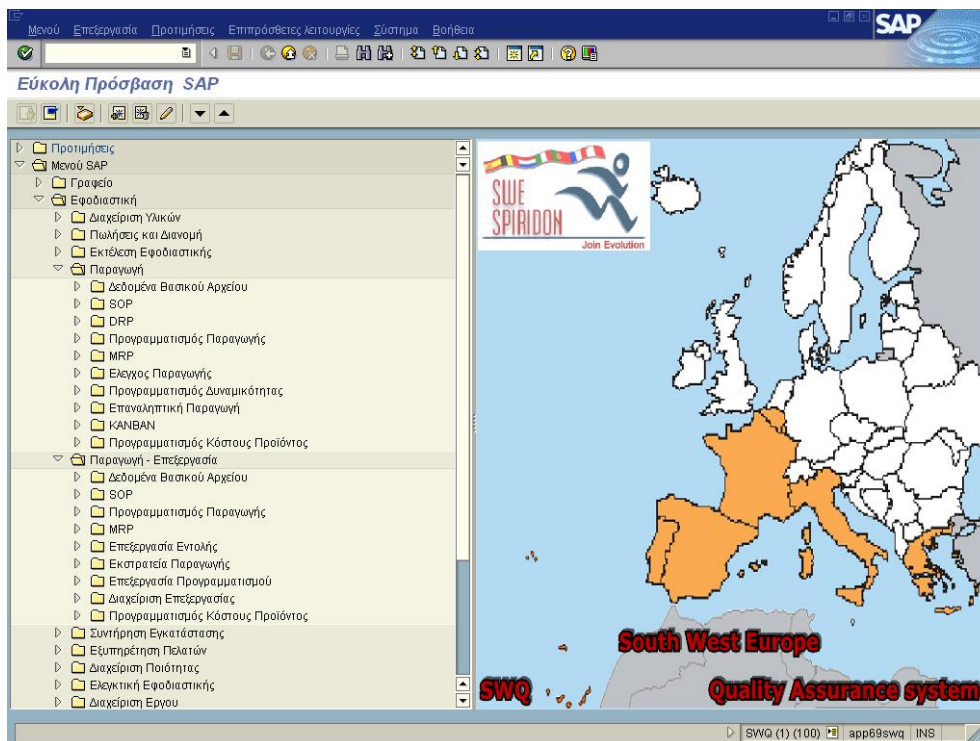 Μενού Επεξεργασία Προτιμήσεις Επιπρόσθετες λειτουργίες Σύστημα Βοήθεια
SAP
Εύκολη Πρόσβαση SAP
Προτιμήσεις
Μενού SAP
Γραφείο
Εφοδιαστική
Διαχείριση Υλικών
Πωλήσεις και Διανομή
Εκτέλεση Εφοδιαστικής
Παραγωγή
Δεδομένα Βασικού Αρχείου
SOP
DRP
Προγραμματισμός Παραγωγής
MRP
Ελεγχος Παραγωγής
Προγραμματισμός Δυναμικότητας
Επαναληπτική Παραγωγή
KANBAN
Προγραμματισμός Κόστους Προϊόντος
Παραγωγή - Επεξεργασία
Δεδομένα Βασικού Αρχείου
SOP
Προγραμματισμός Παραγωγής
MRP
Επεξεργασία Εντολής
Εκστρατεία Παραγωγής
Επεξεργασία Προγραμματισμού
Διαχείριση Επεξεργασίας
Προγραμματισμός Κόστους Προϊόντος
Συντήρηση Εγκατάστασης
Εξυπηρέτηση Πελατών
Διαχείριση Ποιότητας
Ελεγκτική Εφοδιαστικής
Διαχείριση Εργου
SWE
SPIRIDON
Join Evolution
South West Europe
SWQ Quality Assurance system
SWQ (1) (100) app69swq INS